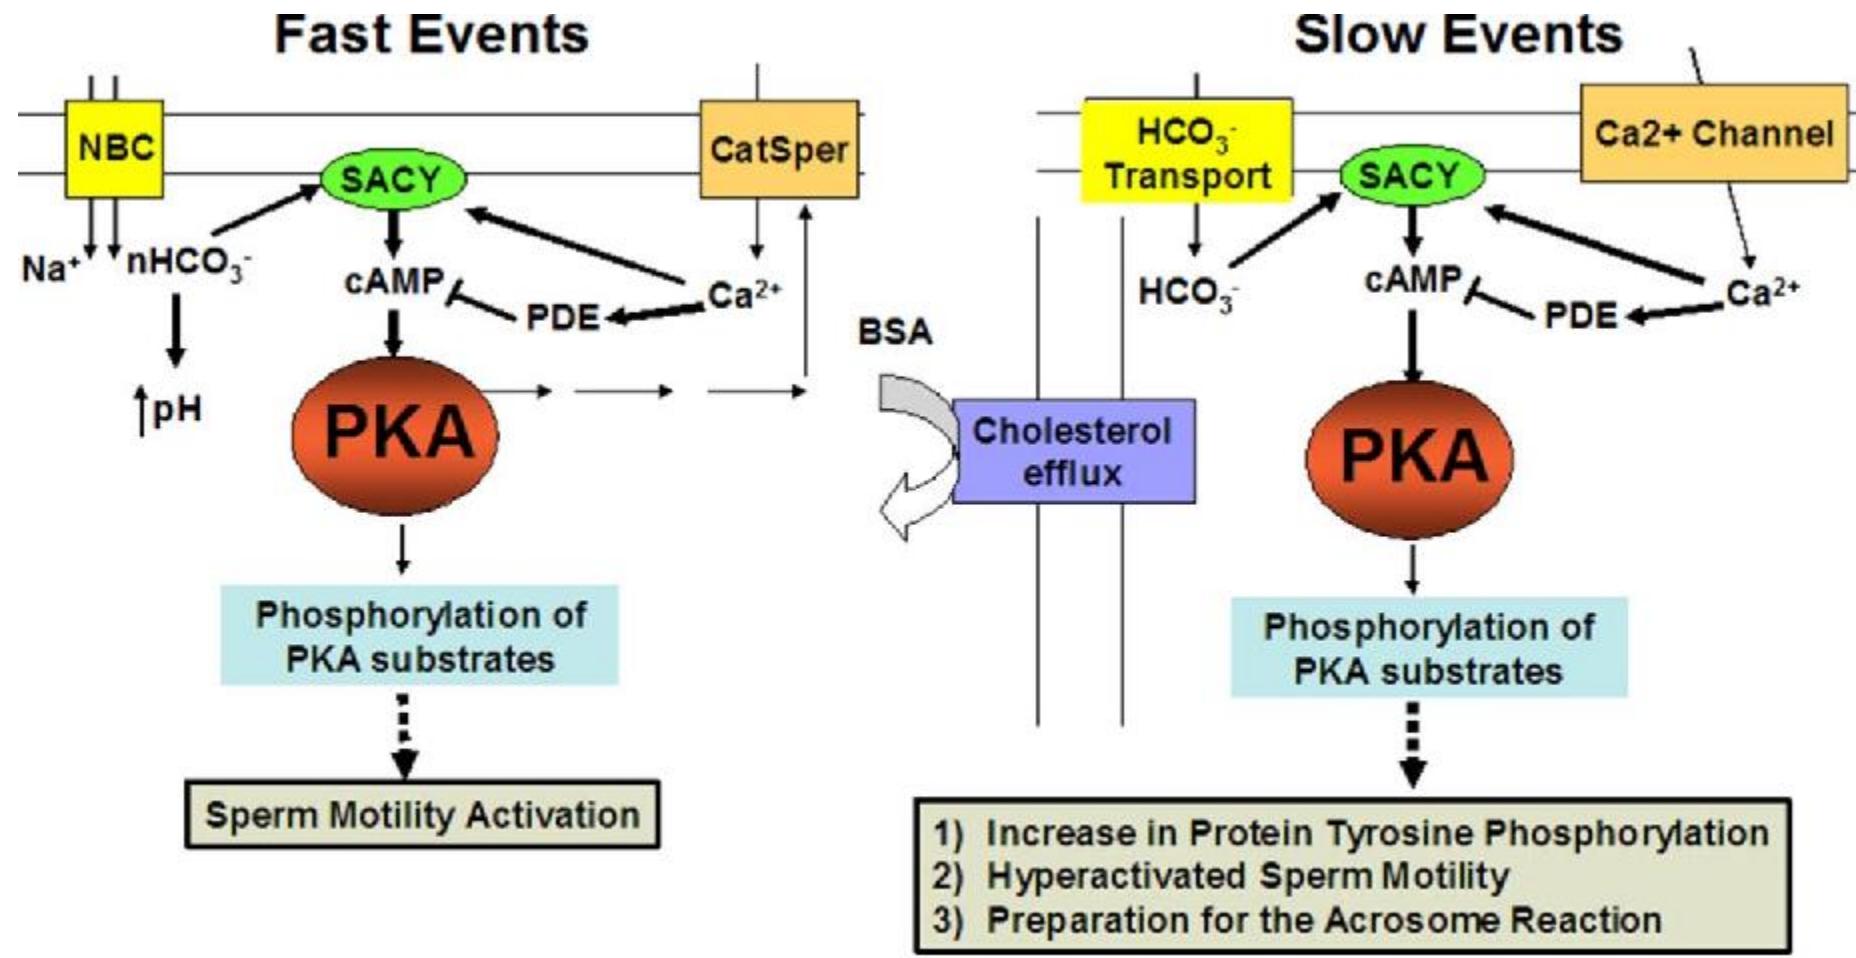 Fast Events
NBC
SACY
CatSper
Na⁺
nHCO₃⁻
cAMP
PDE
Ca²⁺
↑pH
PKA
Phosphorylation of
PKA substrates
Sperm Motility Activation
BSA
Cholesterol
efflux
Slow Events
HCO₃⁻
Transport
SACY
Ca2+ Channel
HCO₃⁻
cAMP
PDE
Ca²⁺
PKA
Phosphorylation of
PKA substrates
1) Increase in Protein Tyrosine Phosphorylation
2) Hyperactivated Sperm Motility
3) Preparation for the Acrosome Reaction